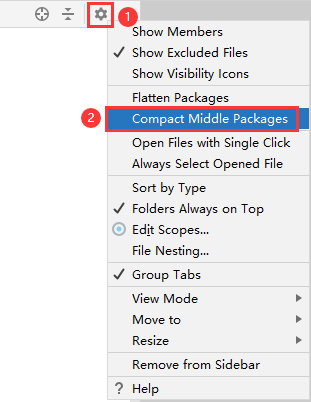 1
Show Members
Show Excluded Files
Show Visibility Icons
Flatten Packages
2 Compact Middle Packages
Open Files with Single Click
Always Select Opened File
Sort by Type
Folders Always on Top
Edit Scopes...
File Nesting...
Group Tabs
View Mode
Move to
Resize
Remove from Sidebar
? Help